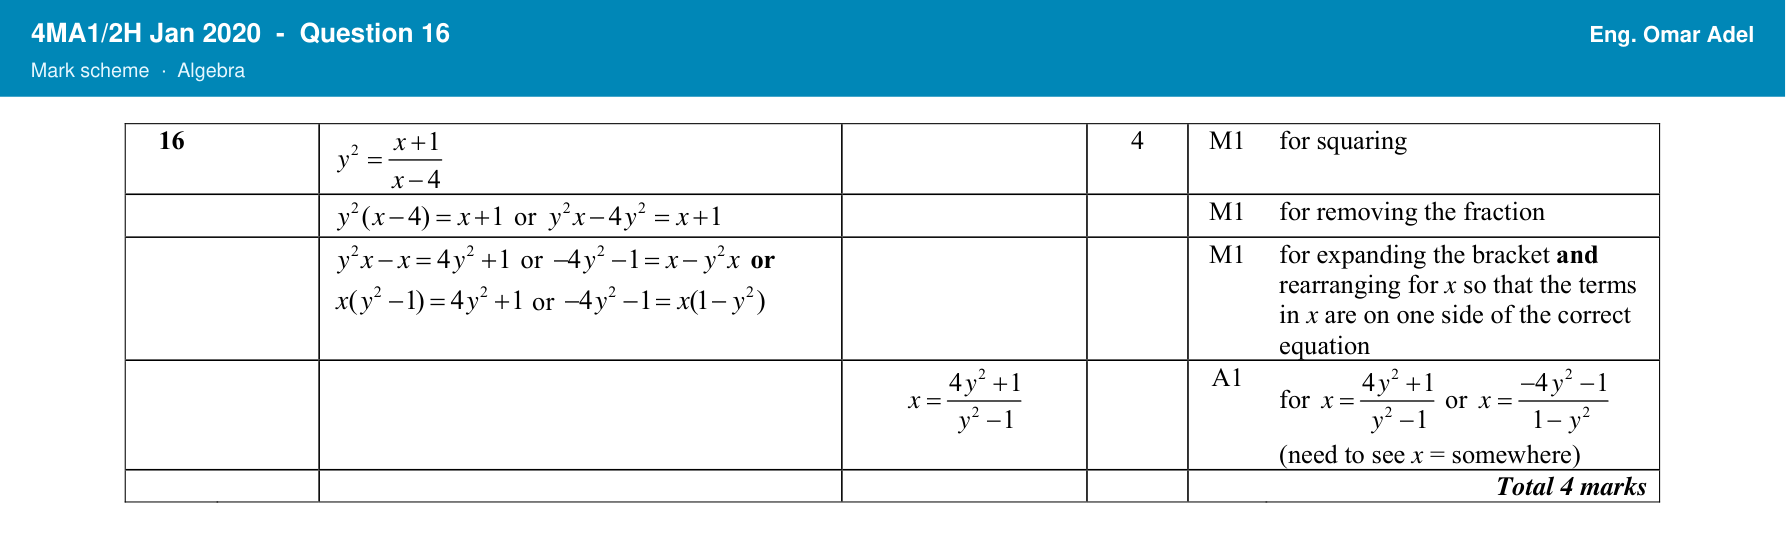 4MA1/2H Jan 2020 - Question 16
Eng. Omar Adel
Mark scheme · Algebra
16 y² = (x+1)/(x−4) 4 M1 for squaring
y²(x−4) = x+1 or y²x−4y² = x+1 M1 for removing the fraction
y²x−x = 4y²+1 or −4y²−1 = x−y²x or
x(y²−1) = 4y²+1 or −4y²−1 = x(1−y²)
M1 for expanding the bracket and
rearranging for x so that the terms
in x are on one side of the correct
equation
x = (4y²+1)/(y²−1)
A1 for x = (4y²+1)/(y²−1) or x = (−4y²−1)/(1−y²)
(need to see x = somewhere)
Total 4 marks